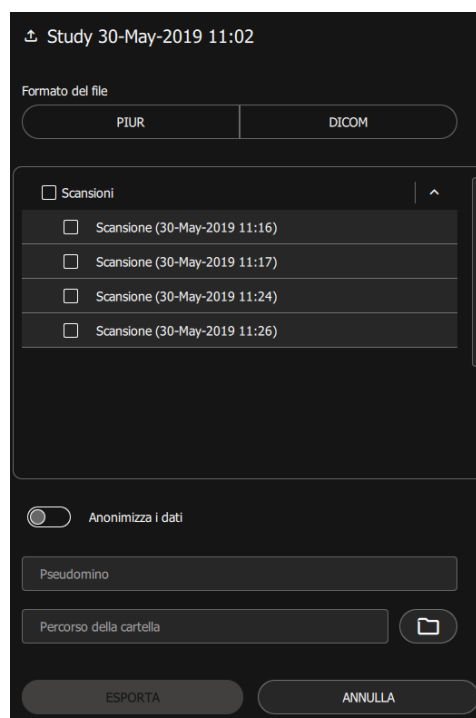 Study 30-May-2019 11:02
Formato del file
PIUR DICOM
Scansioni
Scansione (30-May-2019 11:16)
Scansione (30-May-2019 11:17)
Scansione (30-May-2019 11:24)
Scansione (30-May-2019 11:26)
Anonimizza i dati
Pseudomino
Percorso della cartella
ESPORTA ANNULLA